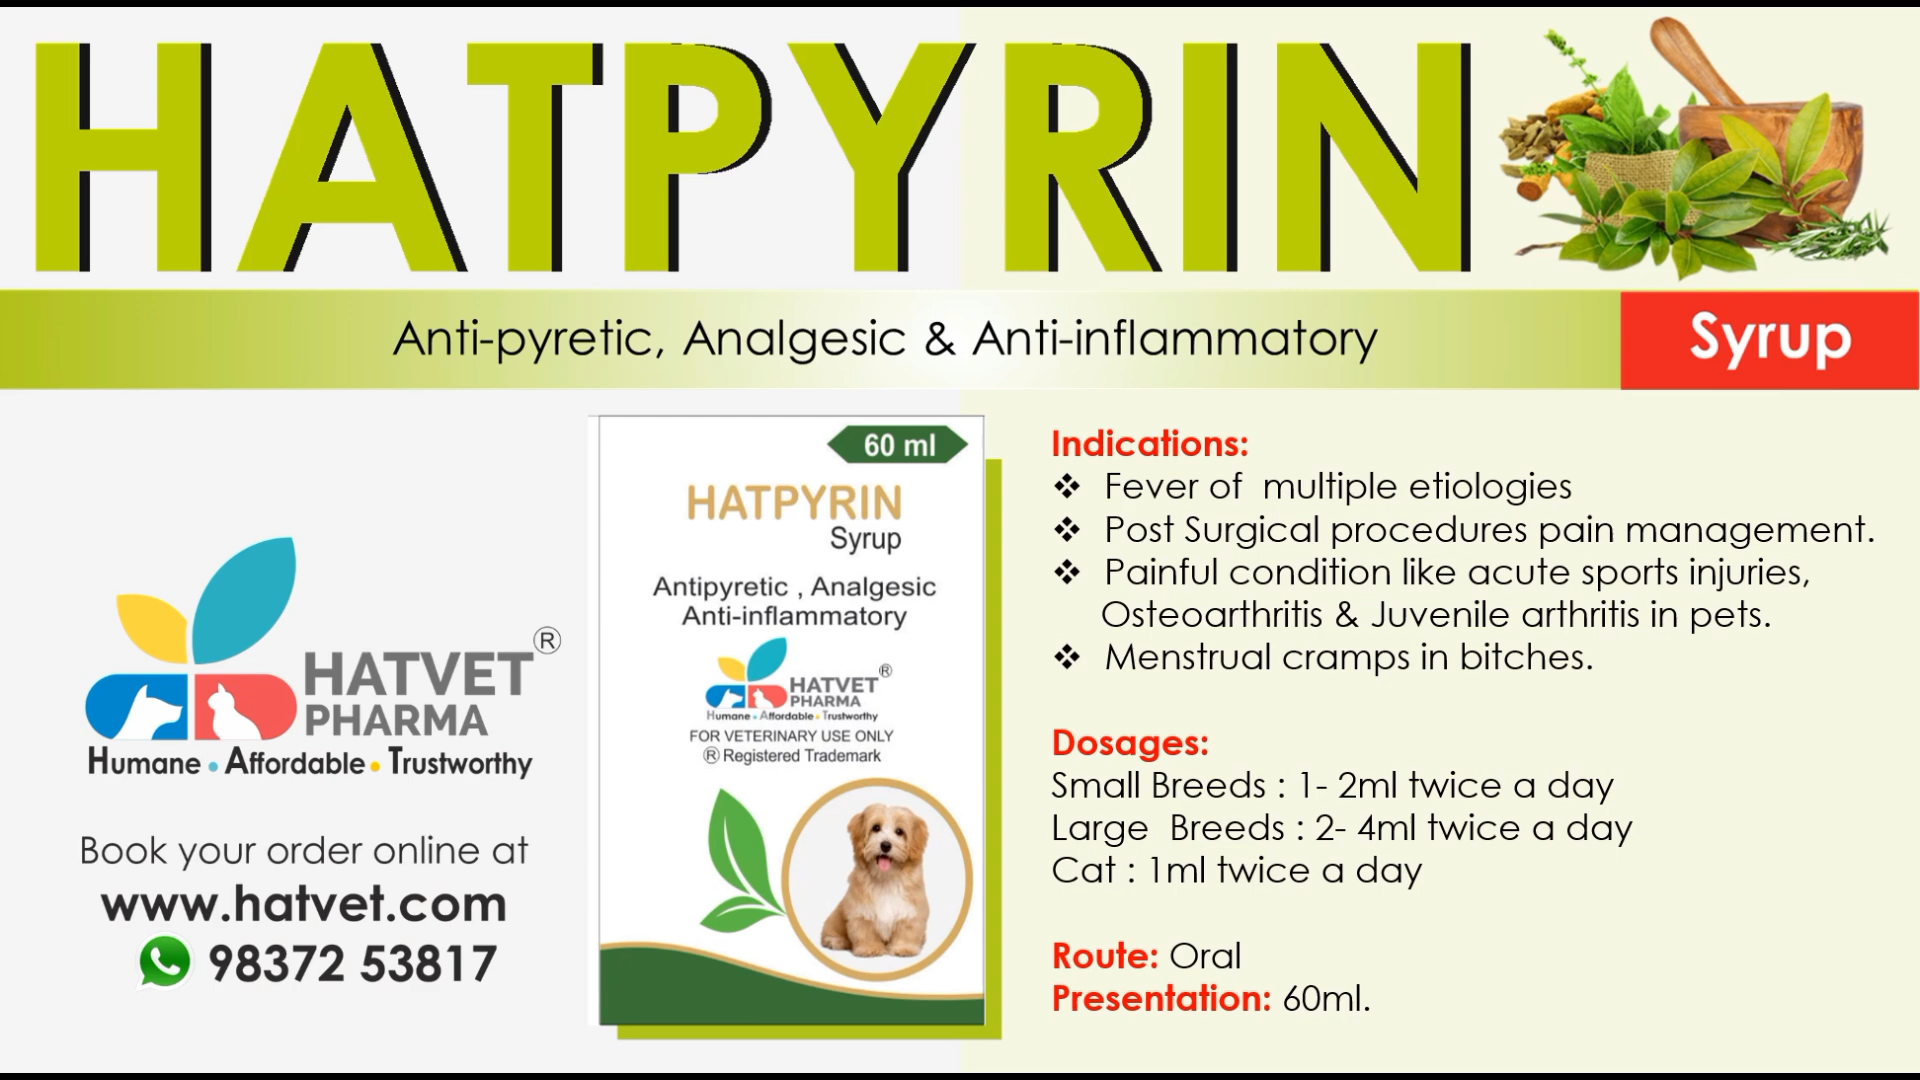 HATPYRIN
Anti-pyretic, Analgesic & Anti-inflammatory
Syrup
HATVET ®
PHARMA
Humane • Affordable • Trustworthy
Book your order online at
www.hatvet.com
98372 53817
60 ml
HATPYRIN
Syrup
Antipyretic , Analgesic
Anti-inflammatory
HATVET ®
PHARMA
Humane • Affordable • Trustworthy
FOR VETERINARY USE ONLY
® Registered Trademark
Indications:
❖ Fever of multiple etiologies
❖ Post Surgical procedures pain management.
❖ Painful condition like acute sports injuries,
Osteoarthritis & Juvenile arthritis in pets.
❖ Menstrual cramps in bitches.
Dosages:
Small Breeds : 1- 2ml twice a day
Large Breeds : 2- 4ml twice a day
Cat : 1ml twice a day
Route: Oral
Presentation: 60ml.